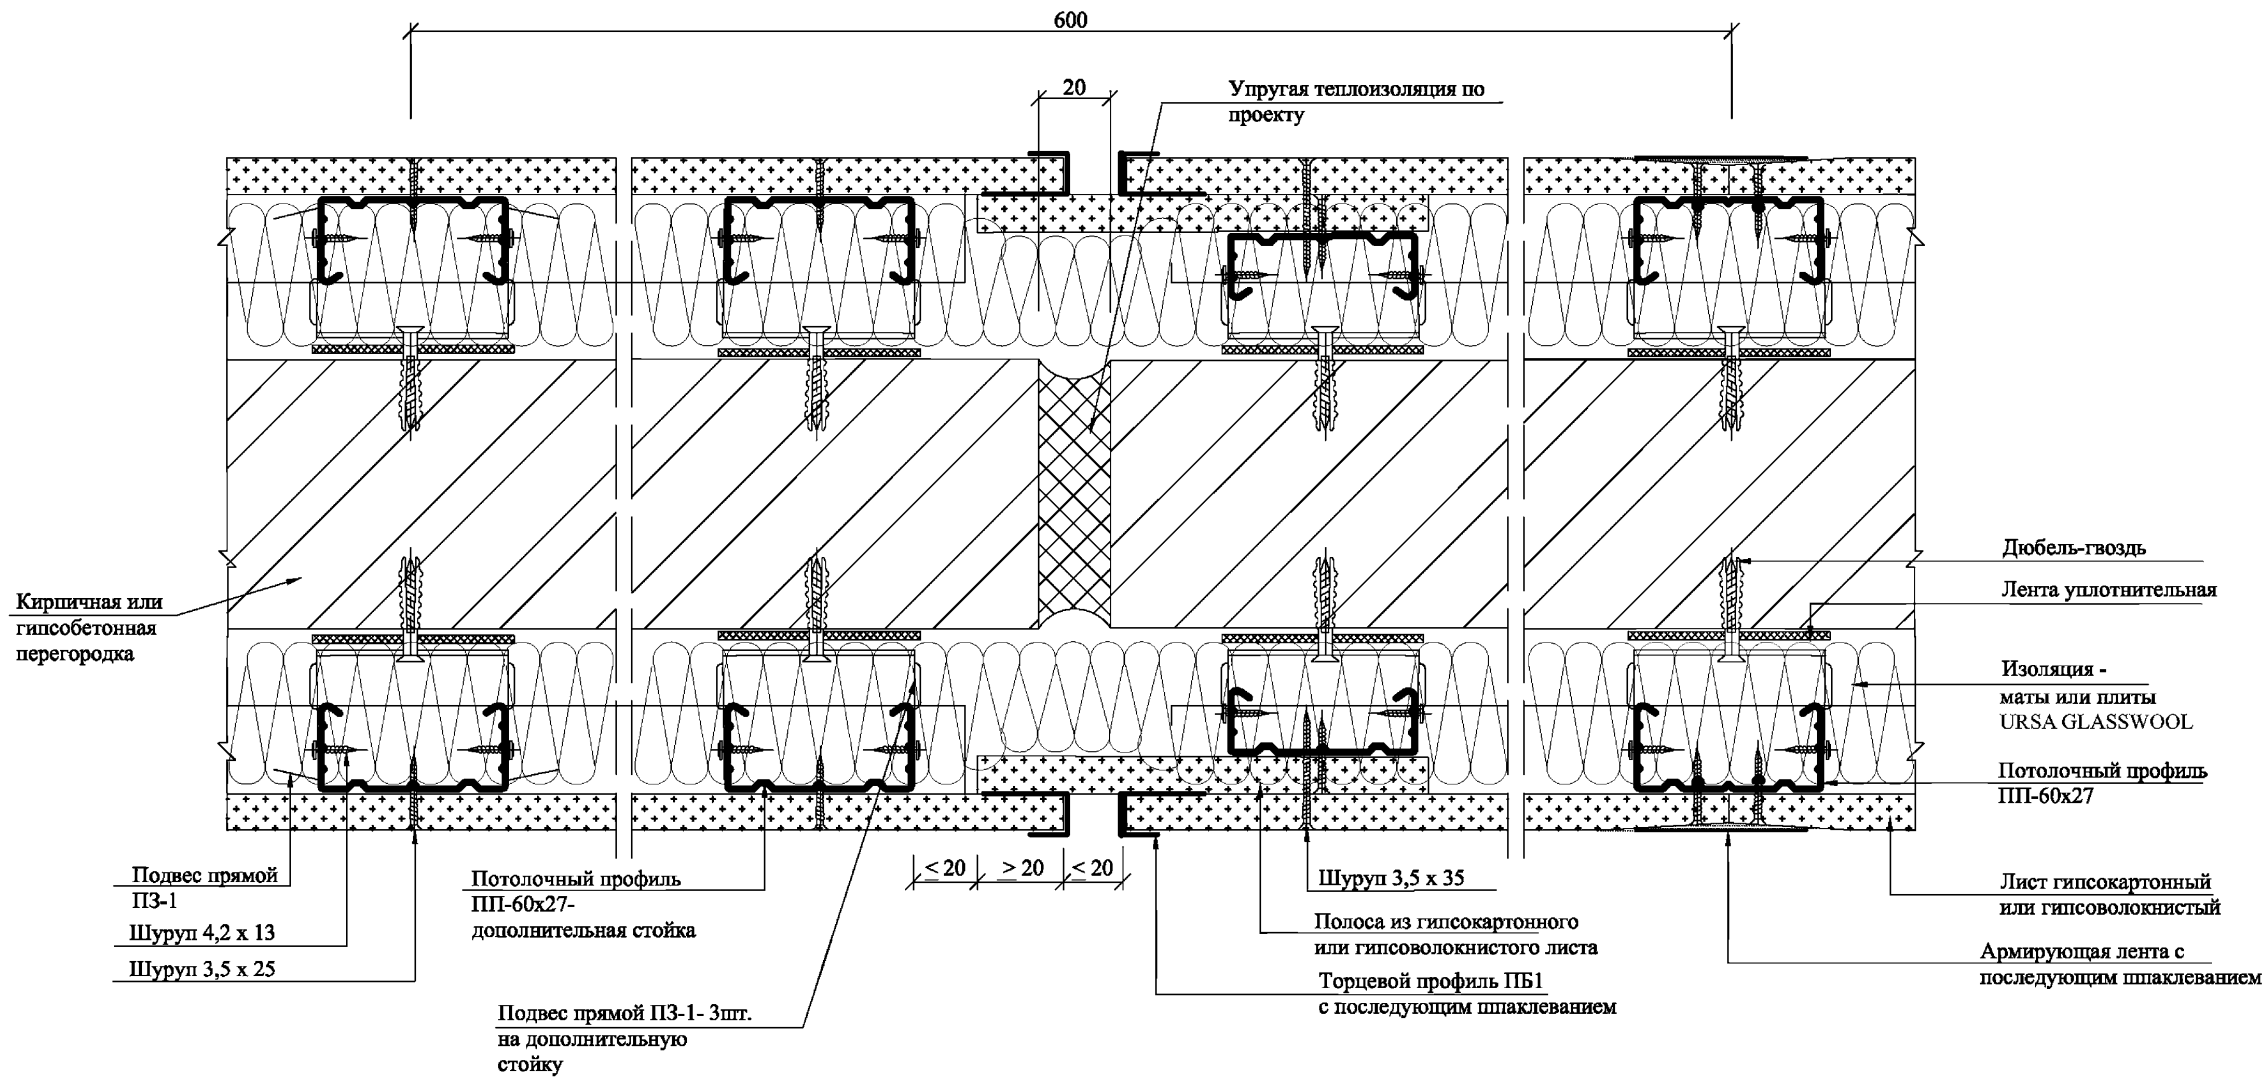 600
20
Упругая теплоизоляция по
проекту
Кирпичная или
гипсобетонная
перегородка
Дюбель-гвоздь
Лента уплотнительная
Изоляция -
маты или плиты
URSA GLASSWOOL
Потолочный профиль
ПП-60х27
≤ 20
≥ 20
≤ 20
Подвес прямой
ПЗ-1
Шуруп 4,2 х 13
Шуруп 3,5 х 25
Потолочный профиль
ПП-60х27-
дополнительная стойка
Подвес прямой ПЗ-1- 3шт.
на дополнительную
стойку
Шуруп 3,5 х 35
Полоса из гипсокартонного
или гипсоволокнистого листа
Торцевой профиль ПБ1
с последующим шпаклеванием
Лист гипсокартонный
или гипсоволокнистый
Армирующая лента с
последующим шпаклеванием